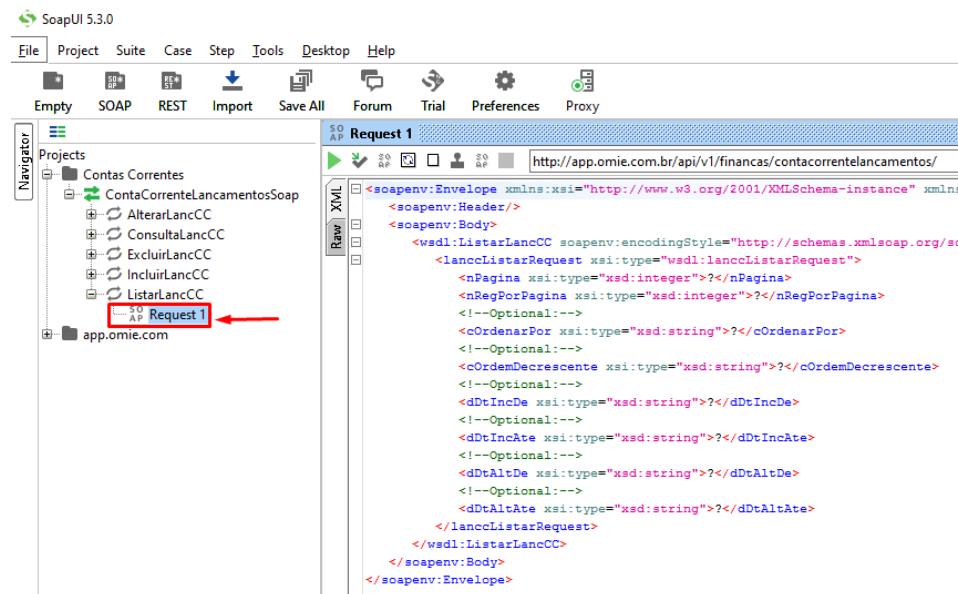 SoapUI 5.3.0
File Project Suite Case Step Tools Desktop Help
Empty SOAP REST Import Save All Forum Trial Preferences Proxy
Navigator
Projects
Contas Correntes
ContaCorrenteLancamentosSoap
AlterarLancCC
ConsultaLancCC
ExcluirLancCC
IncluirLancCC
ListarLancCC
SOAP Request 1
app.omie.com
SOAP Request 1
http://app.omie.com.br/api/v1/financas/contacorrentelancamentos/
XML
Raw
<soapenv:Envelope xmlns:xsi="http://www.w3.org/2001/XMLSchema-instance" xmlns
<soapenv:Header/>
<soapenv:Body>
<wsdl:ListarLancCC soapenv:encodingStyle="http://schemas.xmlsoap.org/so
<lanccListarRequest xsi:type="wsdl:lanccListarRequest">
<nPagina xsi:type="xsd:integer">?</nPagina>
<nRegPorPagina xsi:type="xsd:integer">?</nRegPorPagina>
<!--Optional:-->
<cOrdenarPor xsi:type="xsd:string">?</cOrdenarPor>
<!--Optional:-->
<cOrdemDecrescente xsi:type="xsd:string">?</cOrdemDecrescente>
<!--Optional:-->
<dDtIncDe xsi:type="xsd:string">?</dDtIncDe>
<!--Optional:-->
<dDtIncAte xsi:type="xsd:string">?</dDtIncAte>
<!--Optional:-->
<dDtAltDe xsi:type="xsd:string">?</dDtAltDe>
<!--Optional:-->
<dDtAltAte xsi:type="xsd:string">?</dDtAltAte>
</lanccListarRequest>
</wsdl:ListarLancCC>
</soapenv:Body>
</soapenv:Envelope>